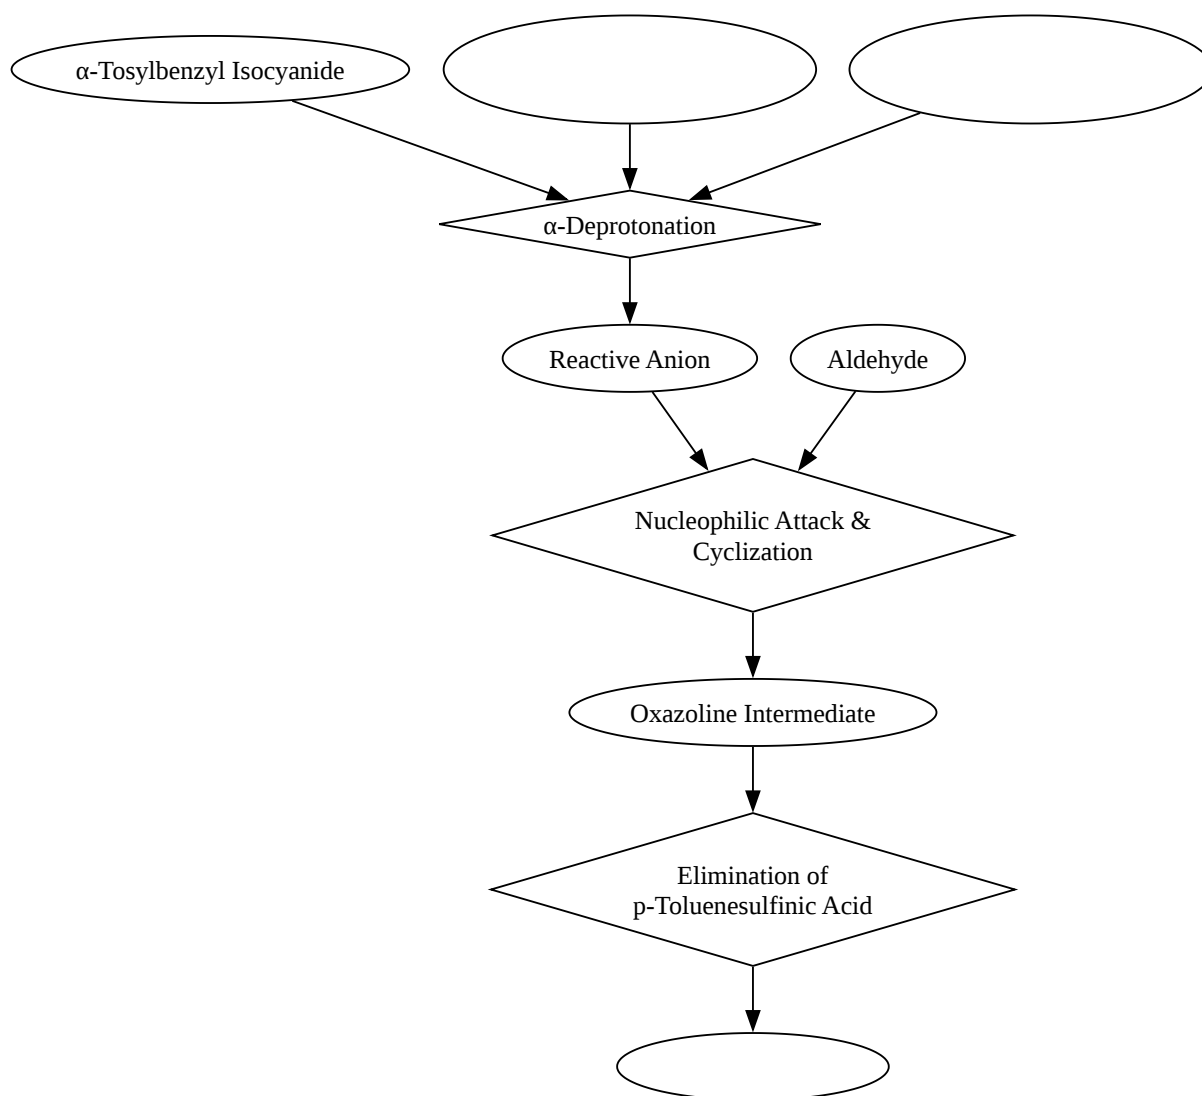 α-Tosylbenzyl Isocyanide
α-Deprotonation
Reactive Anion
Aldehyde
Nucleophilic Attack &
Cyclization
Oxazoline Intermediate
Elimination of
p-Toluenesulfinic Acid